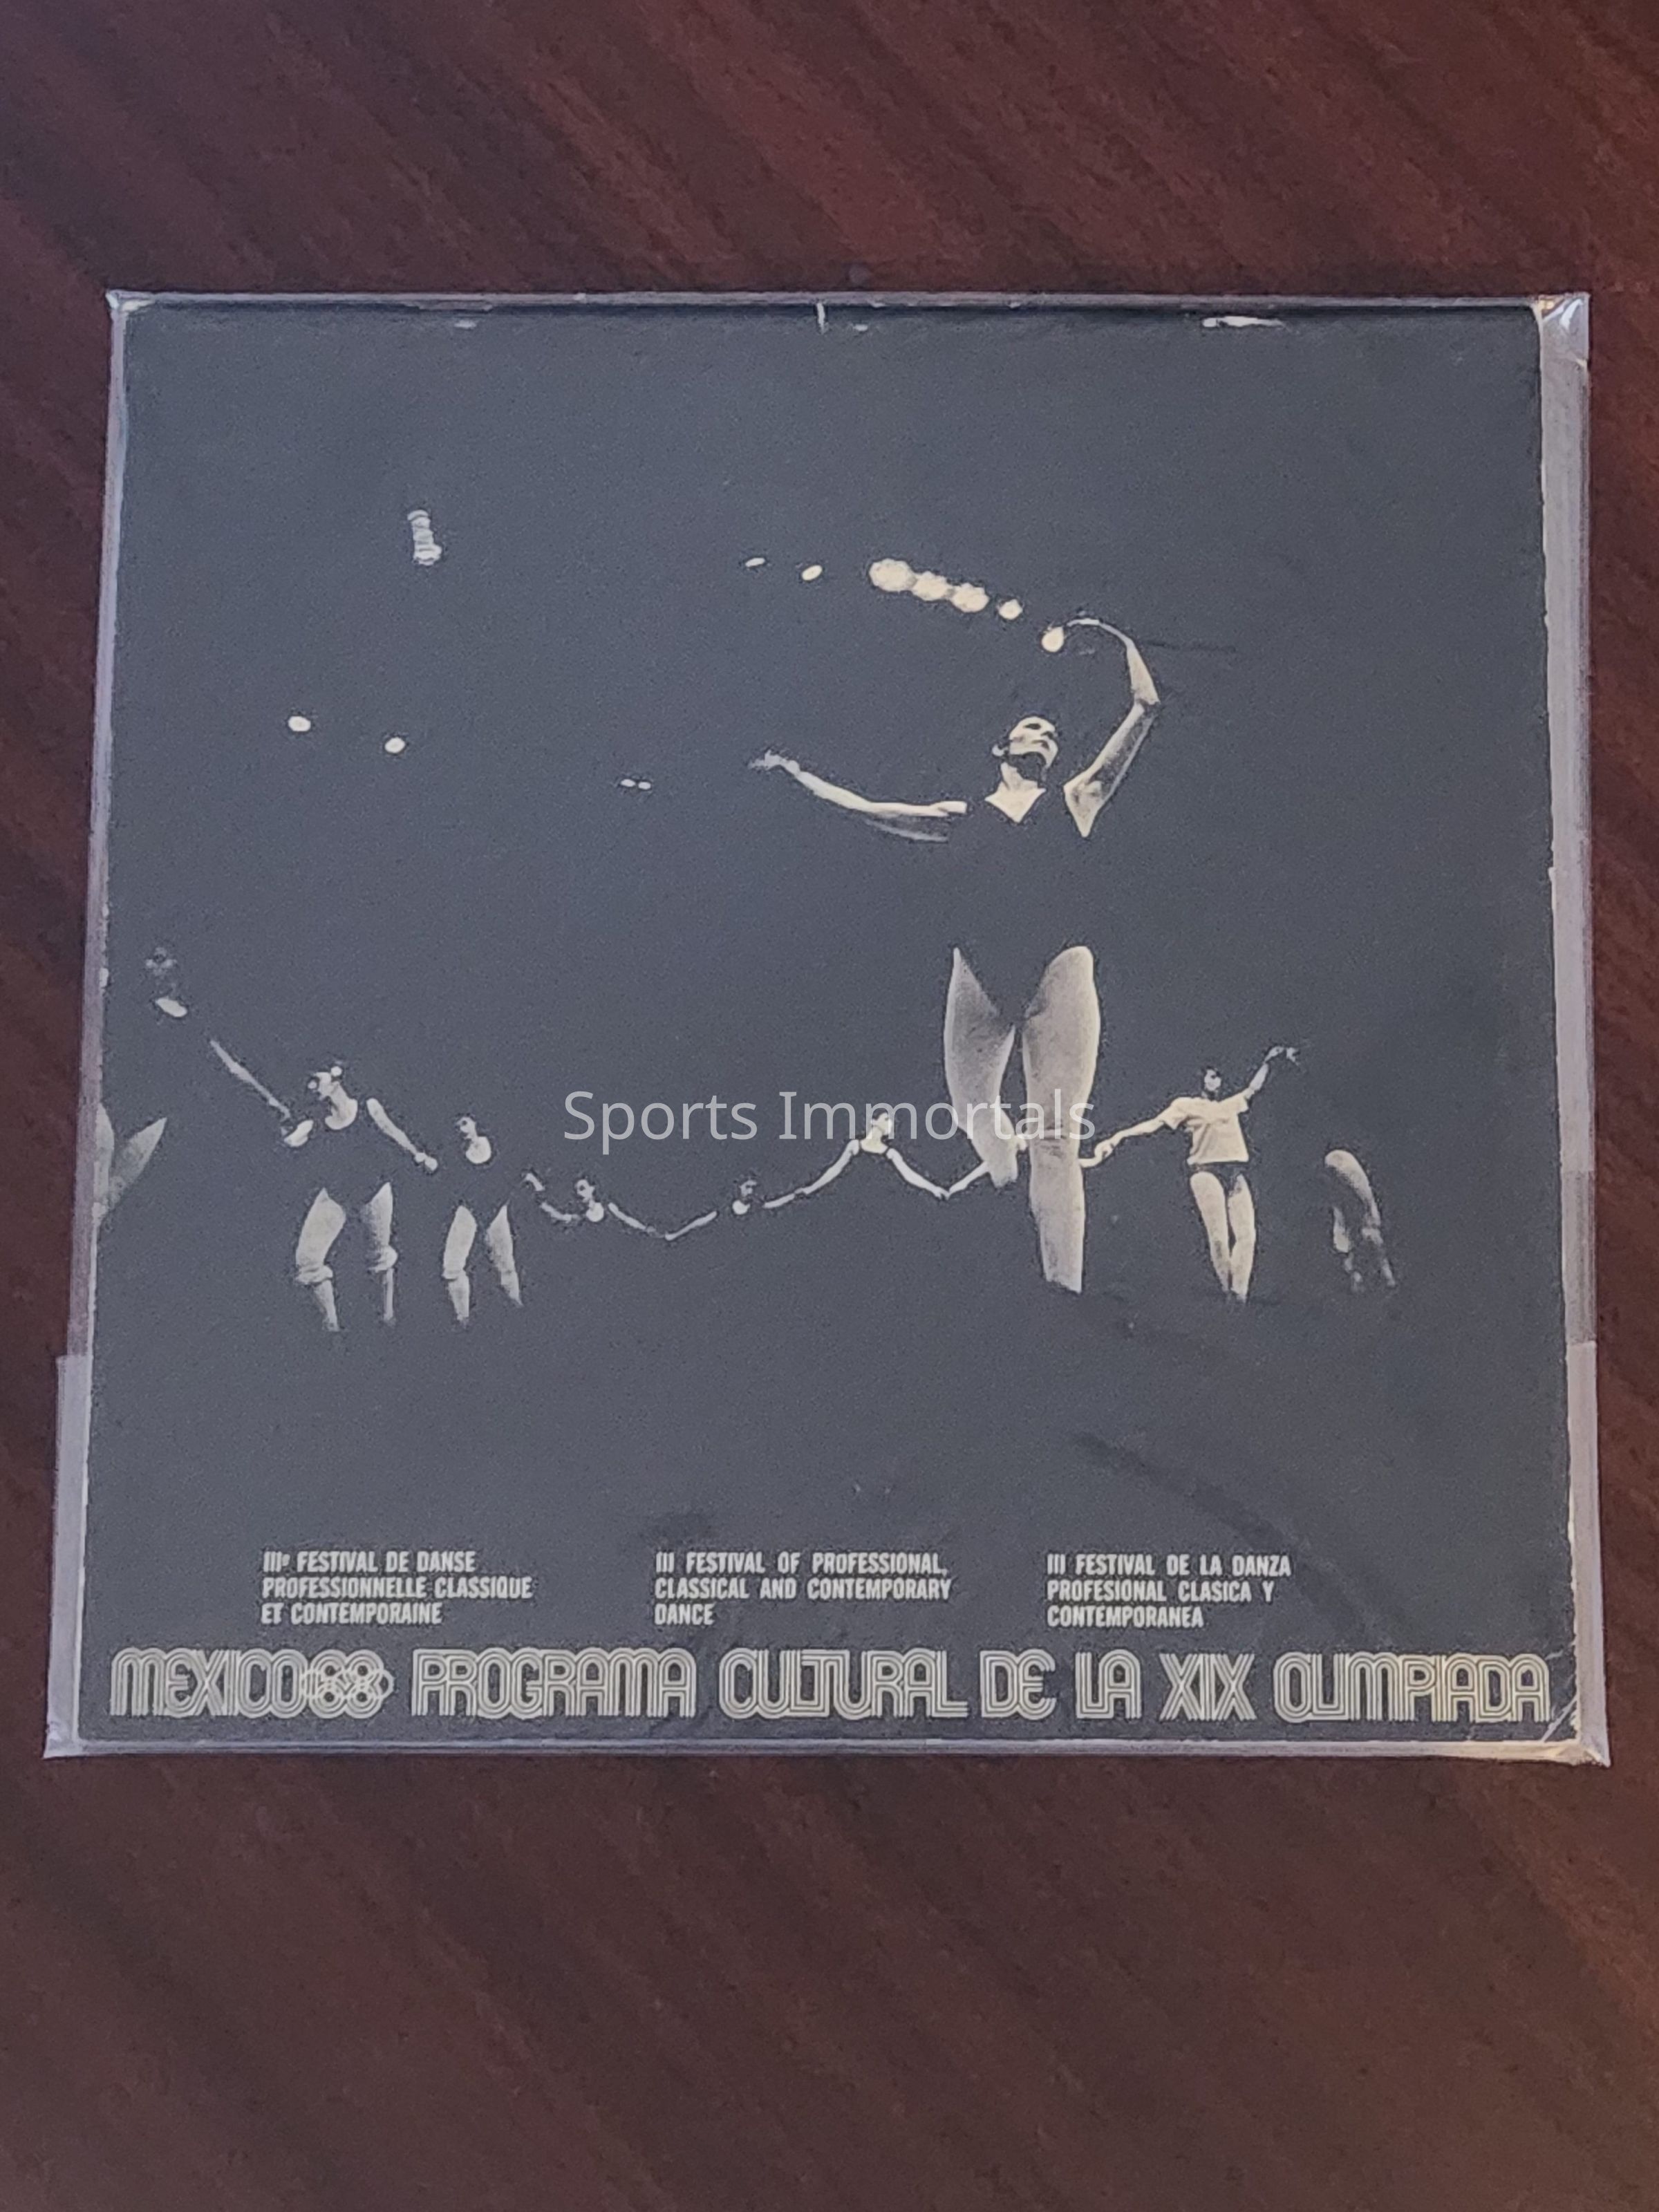 Sports Immortals
IIIe FESTIVAL DE DANSE
PROFESSIONNELLE CLASSIQUE
ET CONTEMPORAINE
III FESTIVAL OF PROFESSIONAL,
CLASSICAL AND CONTEMPORARY
DANCE
III FESTIVAL DE LA DANZA
PROFESIONAL CLASICA Y
CONTEMPORANEA
MEXICO68 PROGRAMA CULTURAL DE LA XIX OLIMPIADA